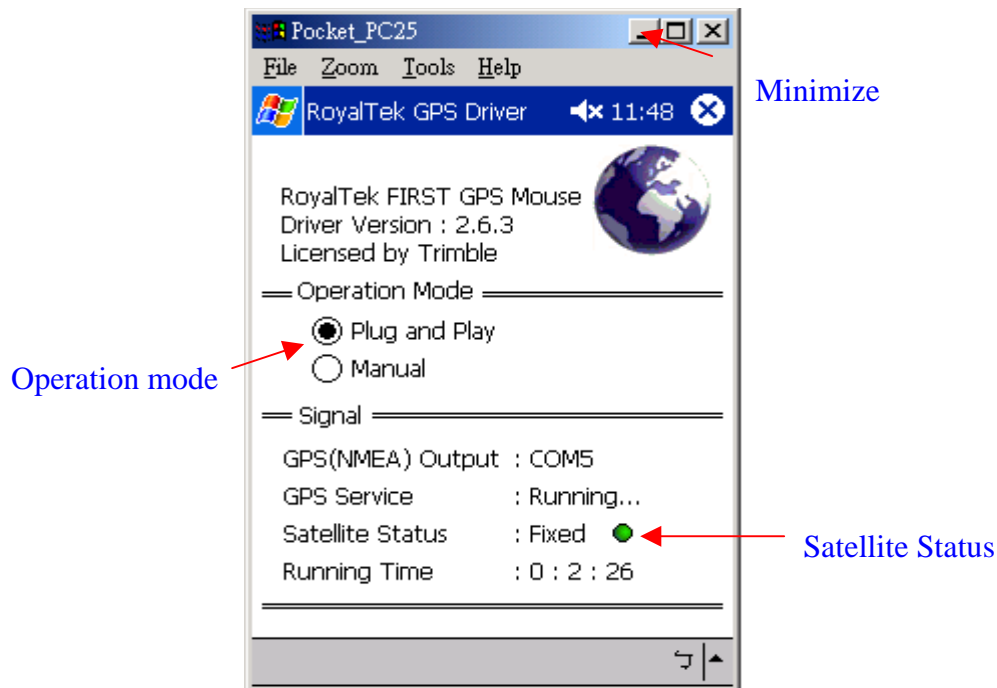 Pocket_PC25
File Zoom Tools Help
Minimize
RoyalTek GPS Driver 11:48
RoyalTek FIRST GPS Mouse
Driver Version : 2.6.3
Licensed by Trimble
Operation Mode
Plug and Play
Operation mode
Manual
Signal
GPS(NMEA) Output : COM5
GPS Service : Running...
Satellite Status : Fixed
Satellite Status
Running Time : 0 : 2 : 26